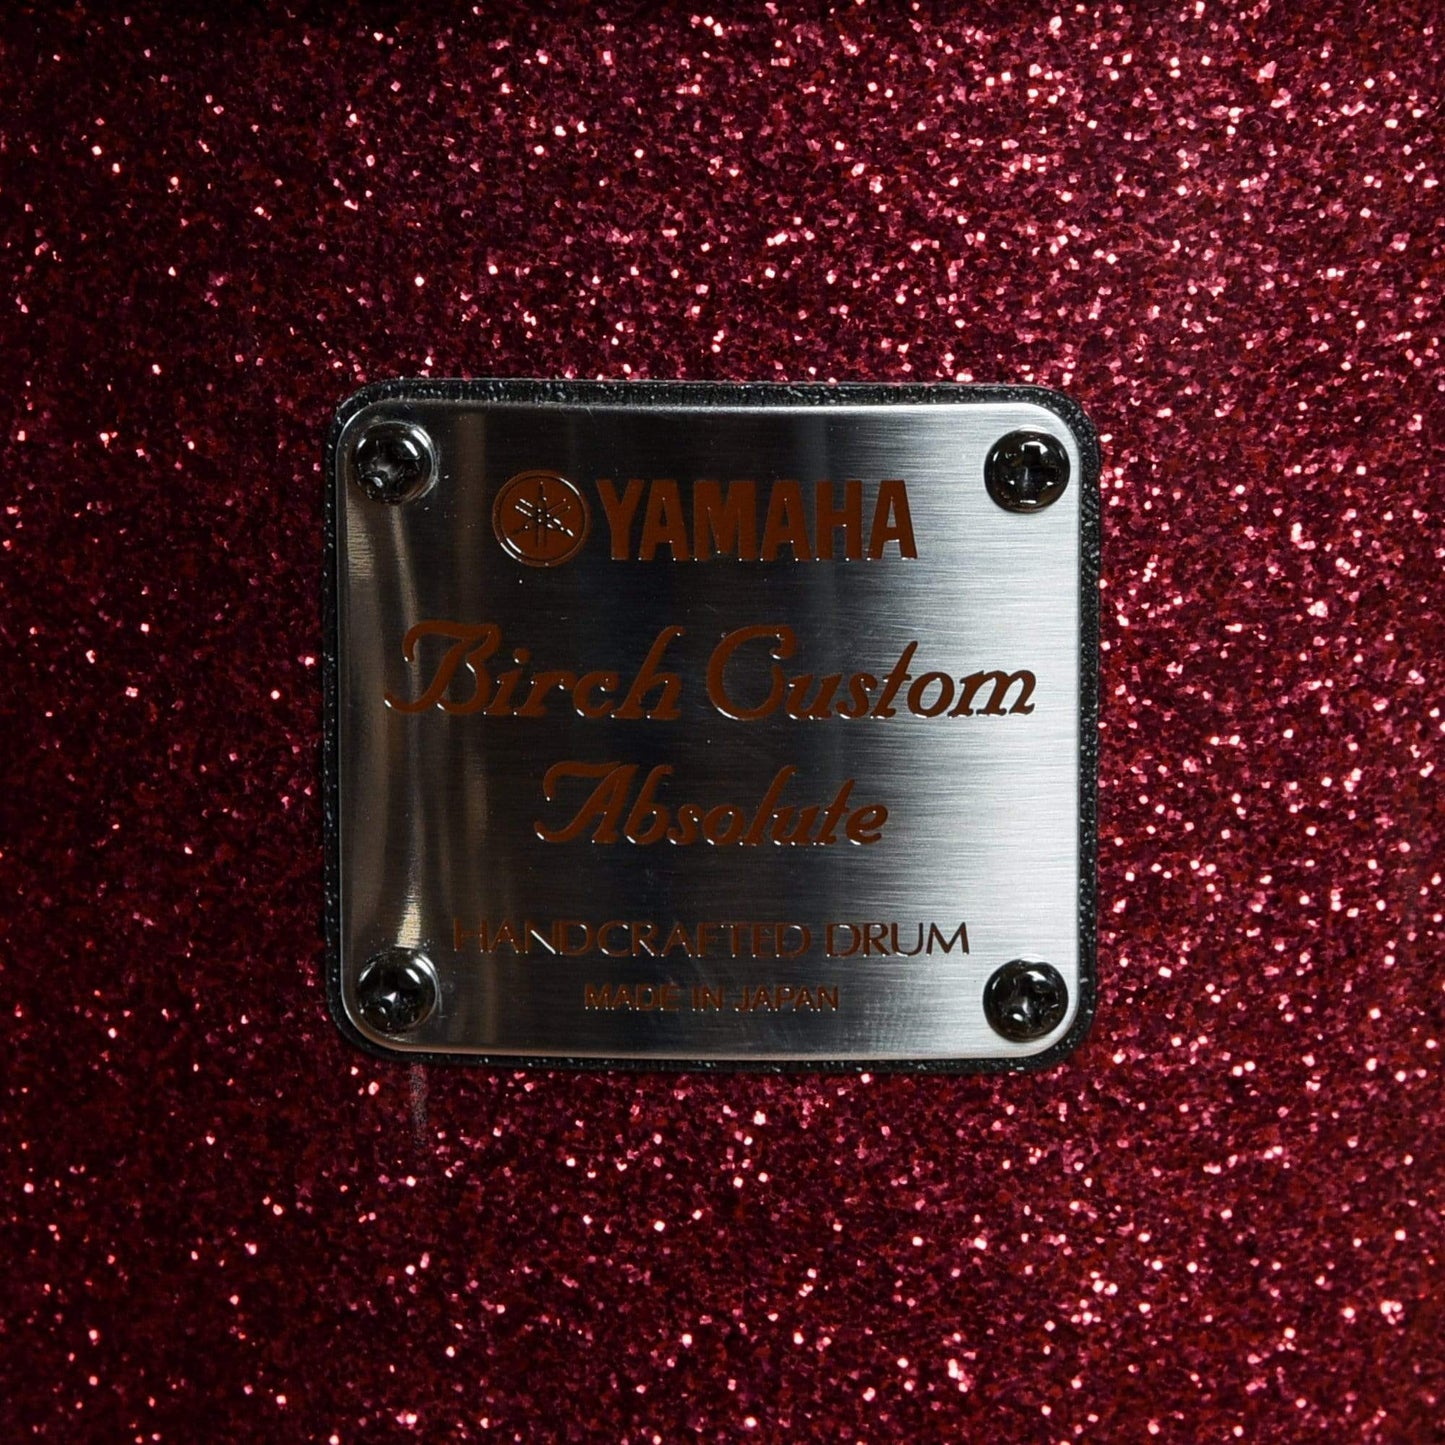 YAMAHA
Birch Custom
Absolute
HANDCRAFTED DRUM
MADE IN JAPAN